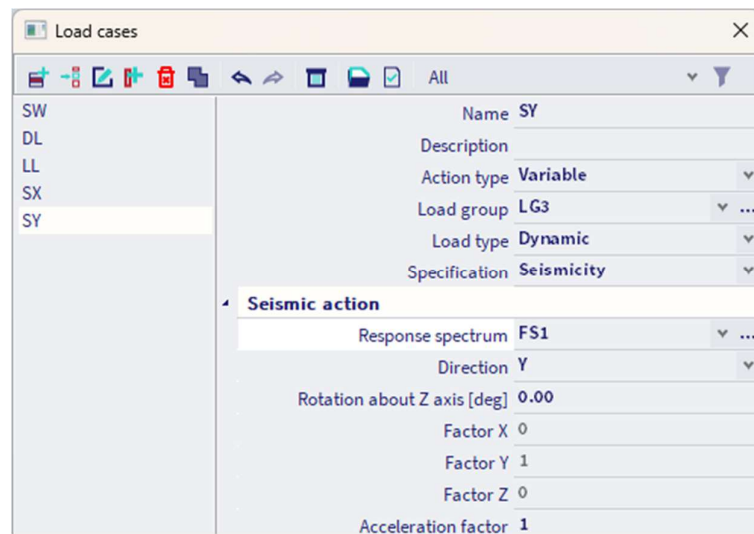 Load cases
All
SW
DL
LL
SX
SY
Name SY
Description
Action type Variable
Load group LG3 ...
Load type Dynamic
Specification Seismicity
Seismic action
Response spectrum FS1 ...
Direction Y
Rotation about Z axis [deg] 0.00
Factor X 0
Factor Y 1
Factor Z 0
Acceleration factor 1